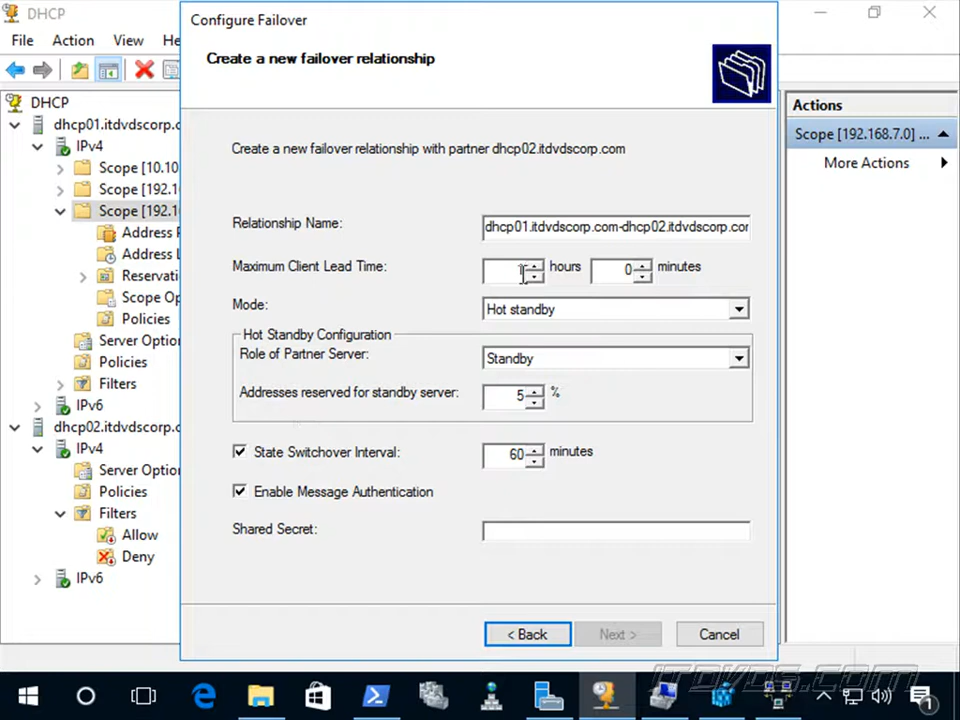 DHCP
File Action View He
Configure Failover
Create a new failover relationship
DHCP
dhcp01.itdvdscorp.c
IPv4
Scope [10.10
Scope [192.1
Scope [192.1
Address P
Address L
Reservati
Scope Op
Policies
Server Option
Policies
Filters
IPv6
dhcp02.itdvdscorp.c
IPv4
Server Option
Policies
Filters
Allow
Deny
IPv6
Create a new failover relationship with partner dhcp02.itdvdscorp.com
Relationship Name: dhcp01.itdvdscorp.com-dhcp02.itdvdscorp.cor
Maximum Client Lead Time: hours 0 minutes
Mode: Hot standby
Hot Standby Configuration
Role of Partner Server: Standby
Addresses reserved for standby server: 5 %
State Switchover Interval: 60 minutes
Enable Message Authentication
Shared Secret:
< Back Next > Cancel
Actions
Scope [192.168.7.0] ...
More Actions
ITDVDS.COM
1